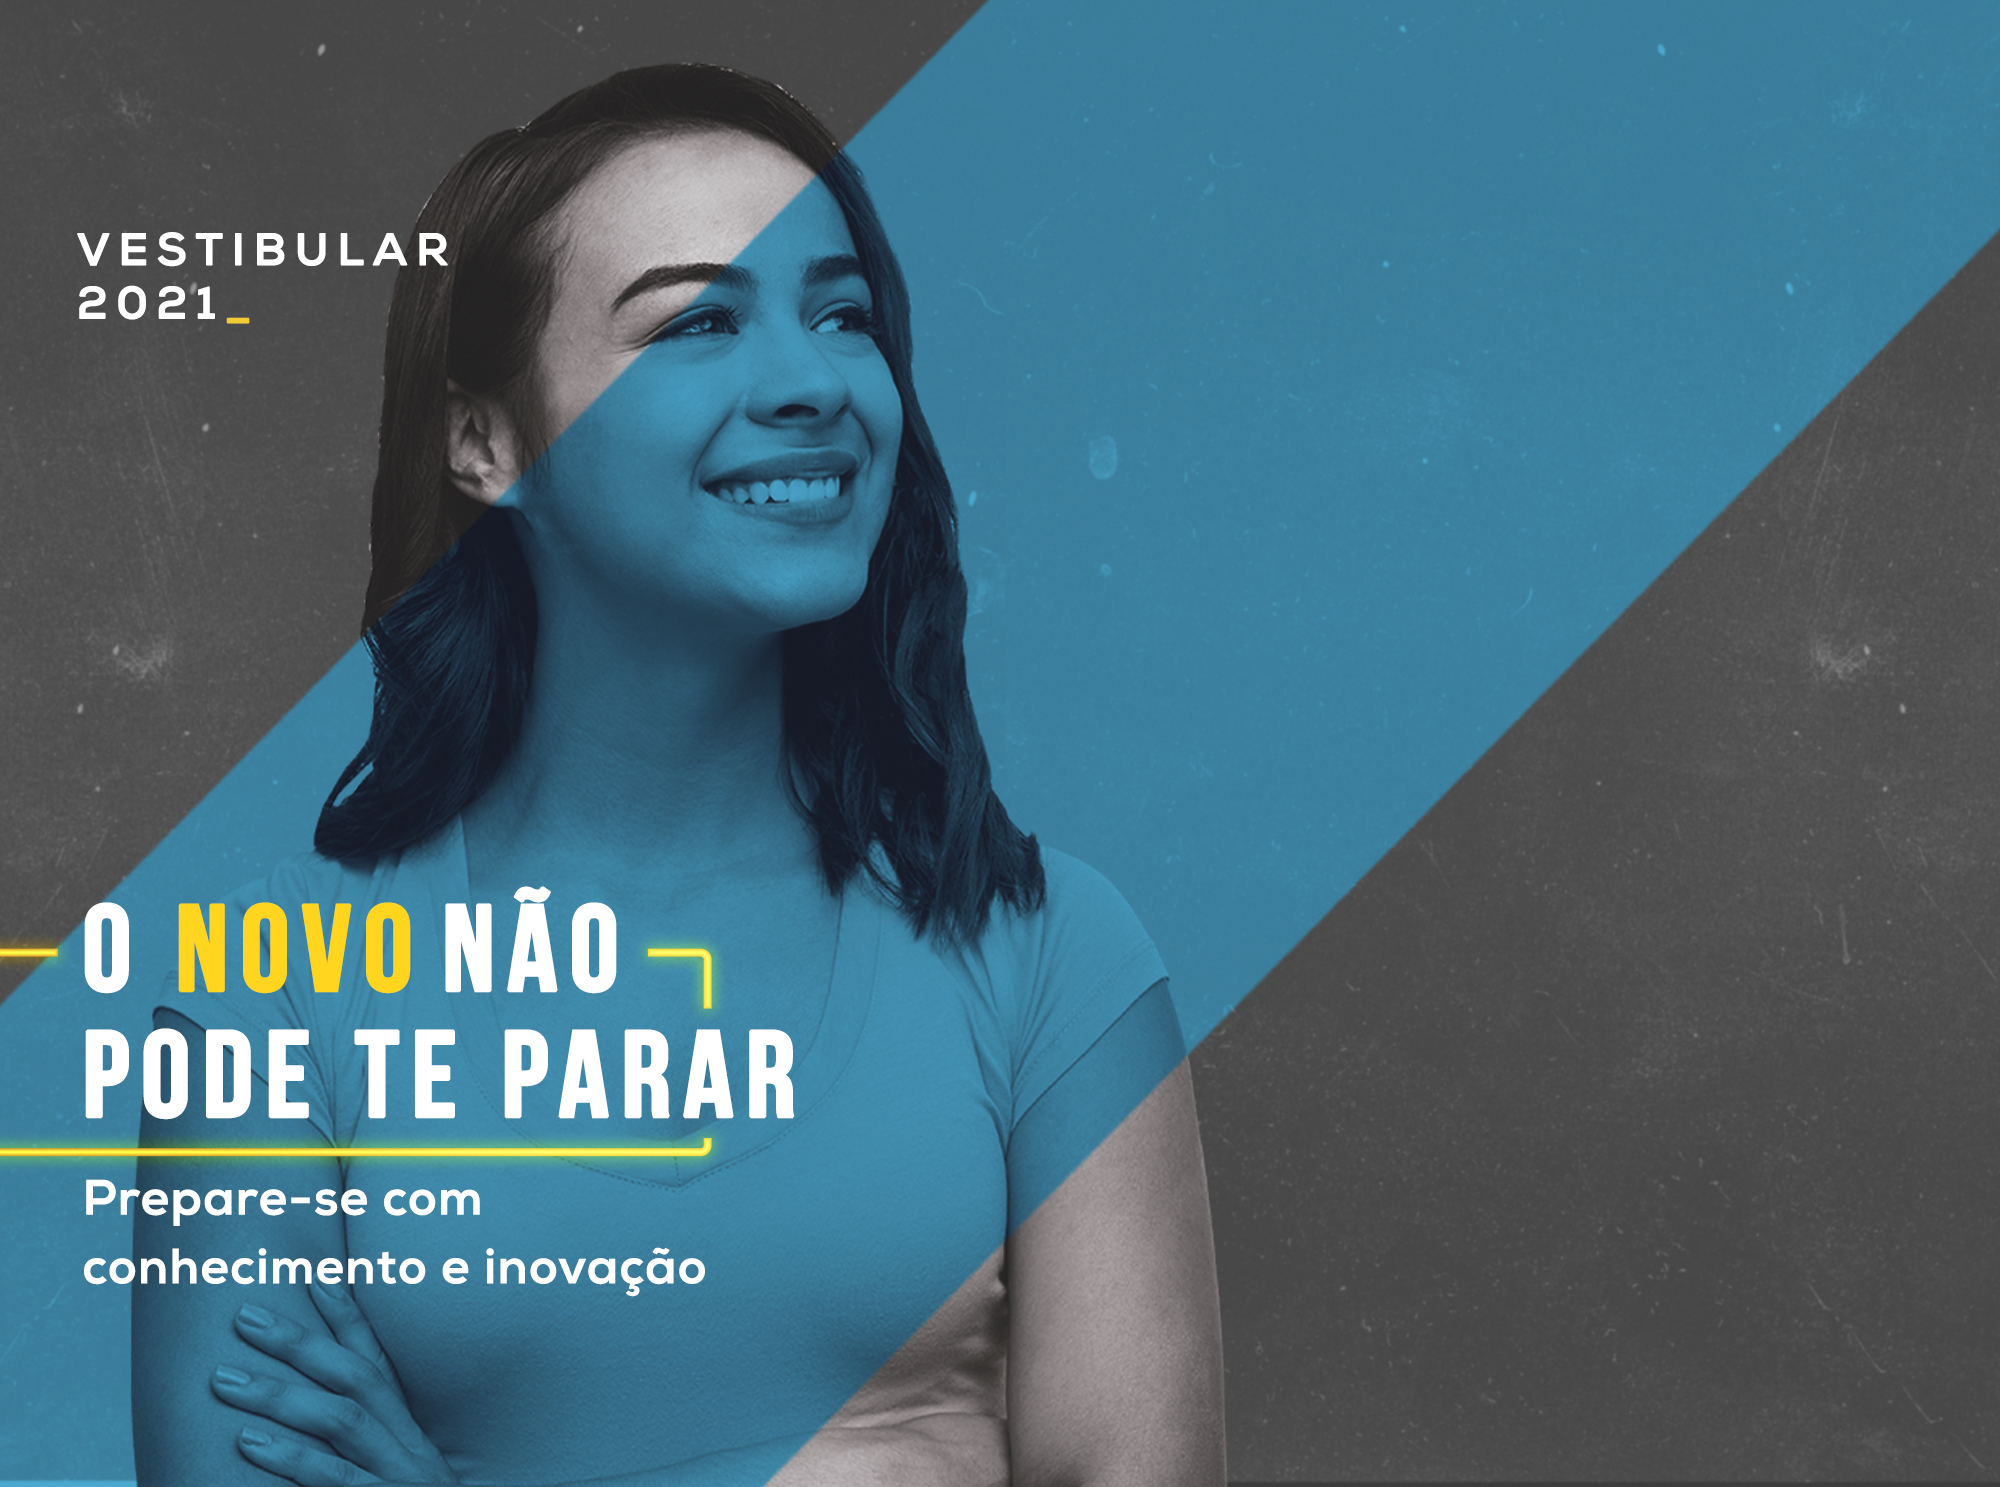 VESTIBULAR
2021_
O NOVO NÃO
PODE TE PARAR
Prepare-se com
conhecimento e inovação